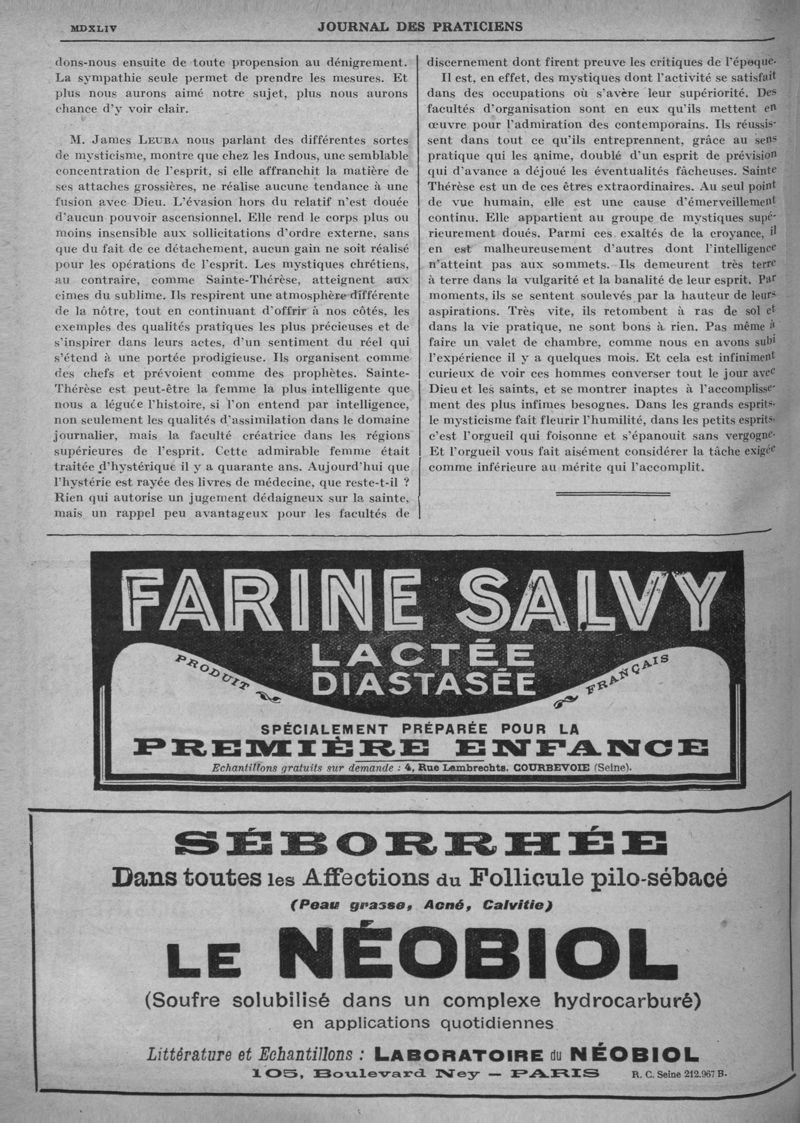 MDXLIV
JOURNAL DES PRATICIENS
dons-nous ensuite de toute propension au dénigrement.
La sympathie seule permet de prendre les mesures. Et
plus nous aurons aimé notre sujet, plus nous aurons
chance d'y voir clair.
M. James LEUBA nous parlant des différentes sortes
de mysticisme, montre que chez les Indous, une semblable
concentration de l'esprit, si elle affranchit la matière de
ses attaches grossières, ne réalise aucune tendance à une
fusion avec Dieu. L'évasion hors du relatif n'est douée
d'aucun pouvoir ascensionnel. Elle rend le corps plus ou
moins insensible aux sollicitations d'ordre externe, sans
que du fait de ce détachement, aucun gain ne soit réalisé
pour les opérations de l'esprit. Les mystiques chrétiens,
au contraire, comme Sainte-Thérèse, atteignent aux
cimes du sublime. Ils respirent une atmosphère différente
de la nôtre, tout en continuant d'offrir à nos côtés, les
exemples des qualités pratiques les plus précieuses et de
s'inspirer dans leurs actes, d'un sentiment du réel qui
s'étend à une portée prodigieuse. Ils organisent comme
des chefs et prévoient comme des prophètes. Sainte-
Thérèse est peut-être la femme la plus intelligente que
nous a léguée l'histoire, si l'on entend par intelligence,
non seulement les qualités d'assimilation dans le domaine
journalier, mais la faculté créatrice dans les régions
supérieures de l'esprit. Cette admirable femme était
traitée d'hystérique il y a quarante ans. Aujourd'hui que
l'hystérie est rayée des livres de médecine, que reste-t-il ?
Rien qui autorise un jugement dédaigneux sur la sainte,
mais un rappel peu avantageux pour les facultés de
discernement dont firent preuve les critiques de l'époque.
Il est, en effet, des mystiques dont l'activité se satisfait
dans des occupations où s'avère leur supériorité. Des
facultés d'organisation sont en eux qu'ils mettent en
œuvre pour l'admiration des contemporains. Ils réussis-
sent dans tout ce qu'ils entreprennent, grâce au sens
pratique qui les anime, doublé d'un esprit de prévision
qui d'avance a déjoué les éventualités fâcheuses. Sainte
Thérèse est un de ces êtres extraordinaires. Au seul point
de vue humain, elle est une cause d'émerveillement
continu. Elle appartient au groupe de mystiques supé-
rieurement doués. Parmi ces exaltés de la croyance, il
en est malheureusement d'autres dont l'intelligence
n'atteint pas aux sommets. Ils demeurent très terre
à terre dans la vulgarité et la banalité de leur esprit. Par
moments, ils se sentent soulevés par la hauteur de leurs
aspirations. Très vite, ils retombent à ras de sol et
dans la vie pratique, ne sont bons à rien. Pas même à
faire un valet de chambre, comme nous en avons subi
l'expérience il y a quelques mois. Et cela est infiniment
curieux de voir ces hommes converser tout le jour avec
Dieu et les saints, et se montrer inaptes à l'accomplisse-
ment des plus infimes besognes. Dans les grands esprits,
le mysticisme fait fleurir l'humilité, dans les petits esprits,
c'est l'orgueil qui foisonne et s'épanouit sans vergogne.
Et l'orgueil vous fait aisément considérer la tâche exigée
comme inférieure au mérite qui l'accomplit.
FARINE SALVY
LACTÉE
DIASTASÉE
PRODUIT
FRANÇAIS
SPÉCIALEMENT PRÉPARÉE POUR LA
PREMIÈRE ENFANCE
Echantillons gratuits sur demande : 4, Rue Lambrechts. COURBEVOIE (Seine).
SÉBORRHÉE
Dans toutes les Affections du Follicule pilo-sébacé
(Peau grasse, Acné, Calvitie)
LE NÉOBIOL
(Soufre solubilisé dans un complexe hydrocarburé)
en applications quotidiennes
Littérature et Echantillons : LABORATOIRE du NÉOBIOL
105, Boulevard Ney — PARIS R. C. Seine 212.967 B.